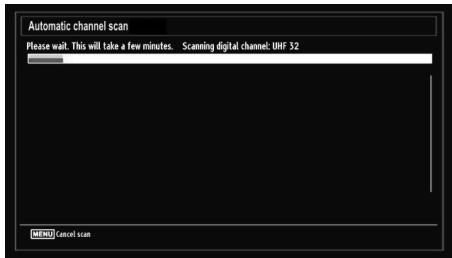 Automatic channel scan
Please wait. This will take a few minutes. Scanning digital channel: UHF 32
MENU Cancel scan